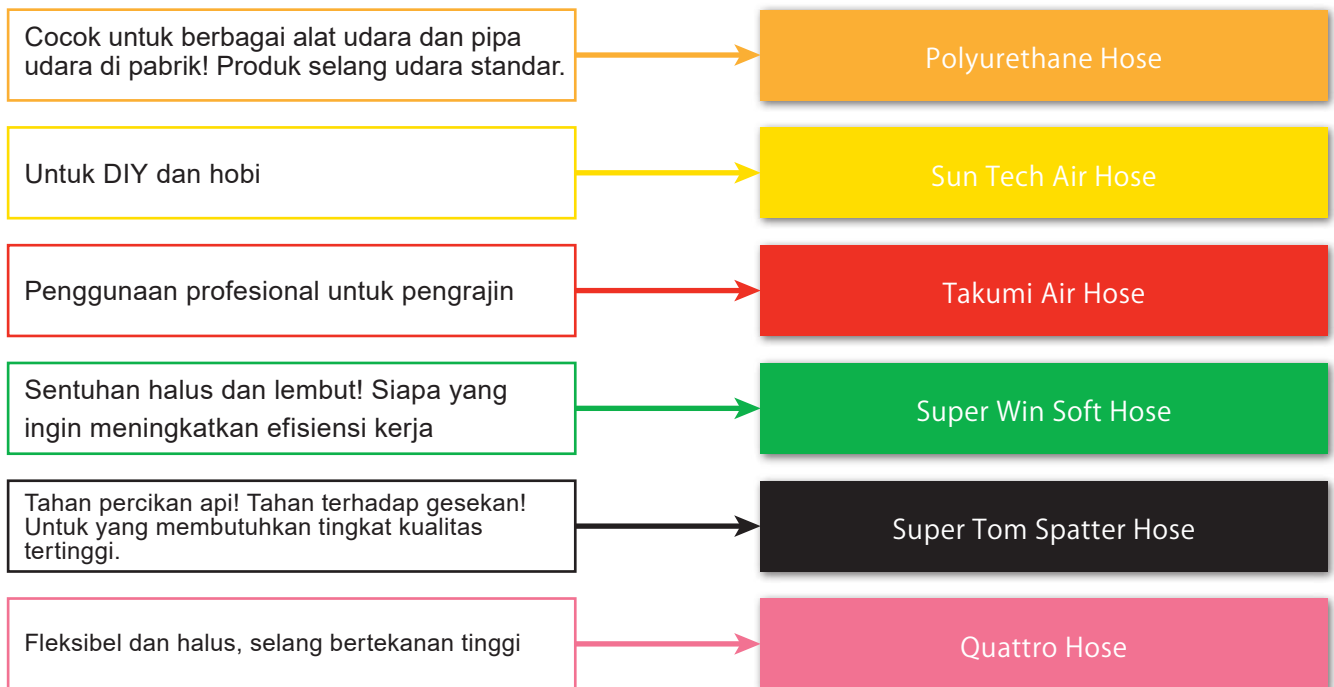 Cocok untuk berbagai alat udara dan pipa
udara di pabrik! Produk selang udara standar.
Polyurethane Hose
Untuk DIY dan hobi
Sun Tech Air Hose
Penggunaan profesional untuk pengrajin
Takumi Air Hose
Sentuhan halus dan lembut! Siapa yang
ingin meningkatkan efisiensi kerja
Super Win Soft Hose
Tahan percikan api! Tahan terhadap gesekan!
Untuk yang membutuhkan tingkat kualitas
tertinggi.
Super Tom Spatter Hose
Fleksibel dan halus, selang bertekanan tinggi
Quattro Hose